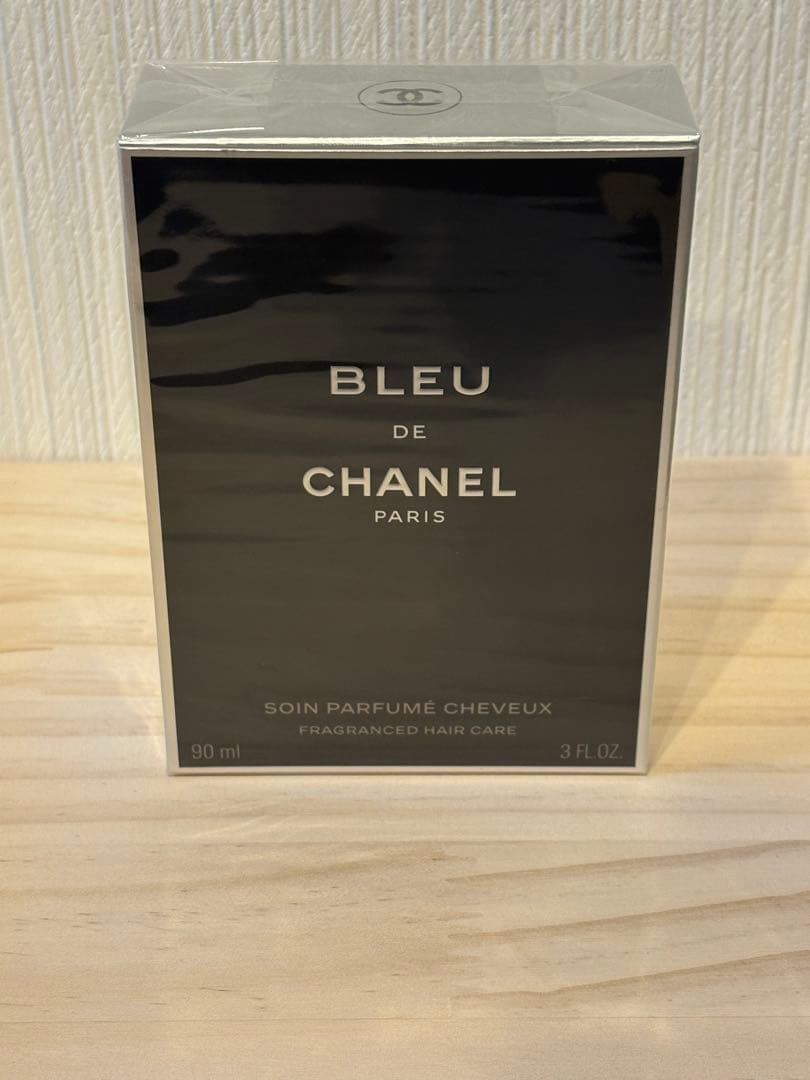 BLEU
DE
CHANEL
PARIS
SOIN PARFUMÉ CHEVEUX
FRAGRANCED HAIR CARE
90 ml 3 FL.OZ.